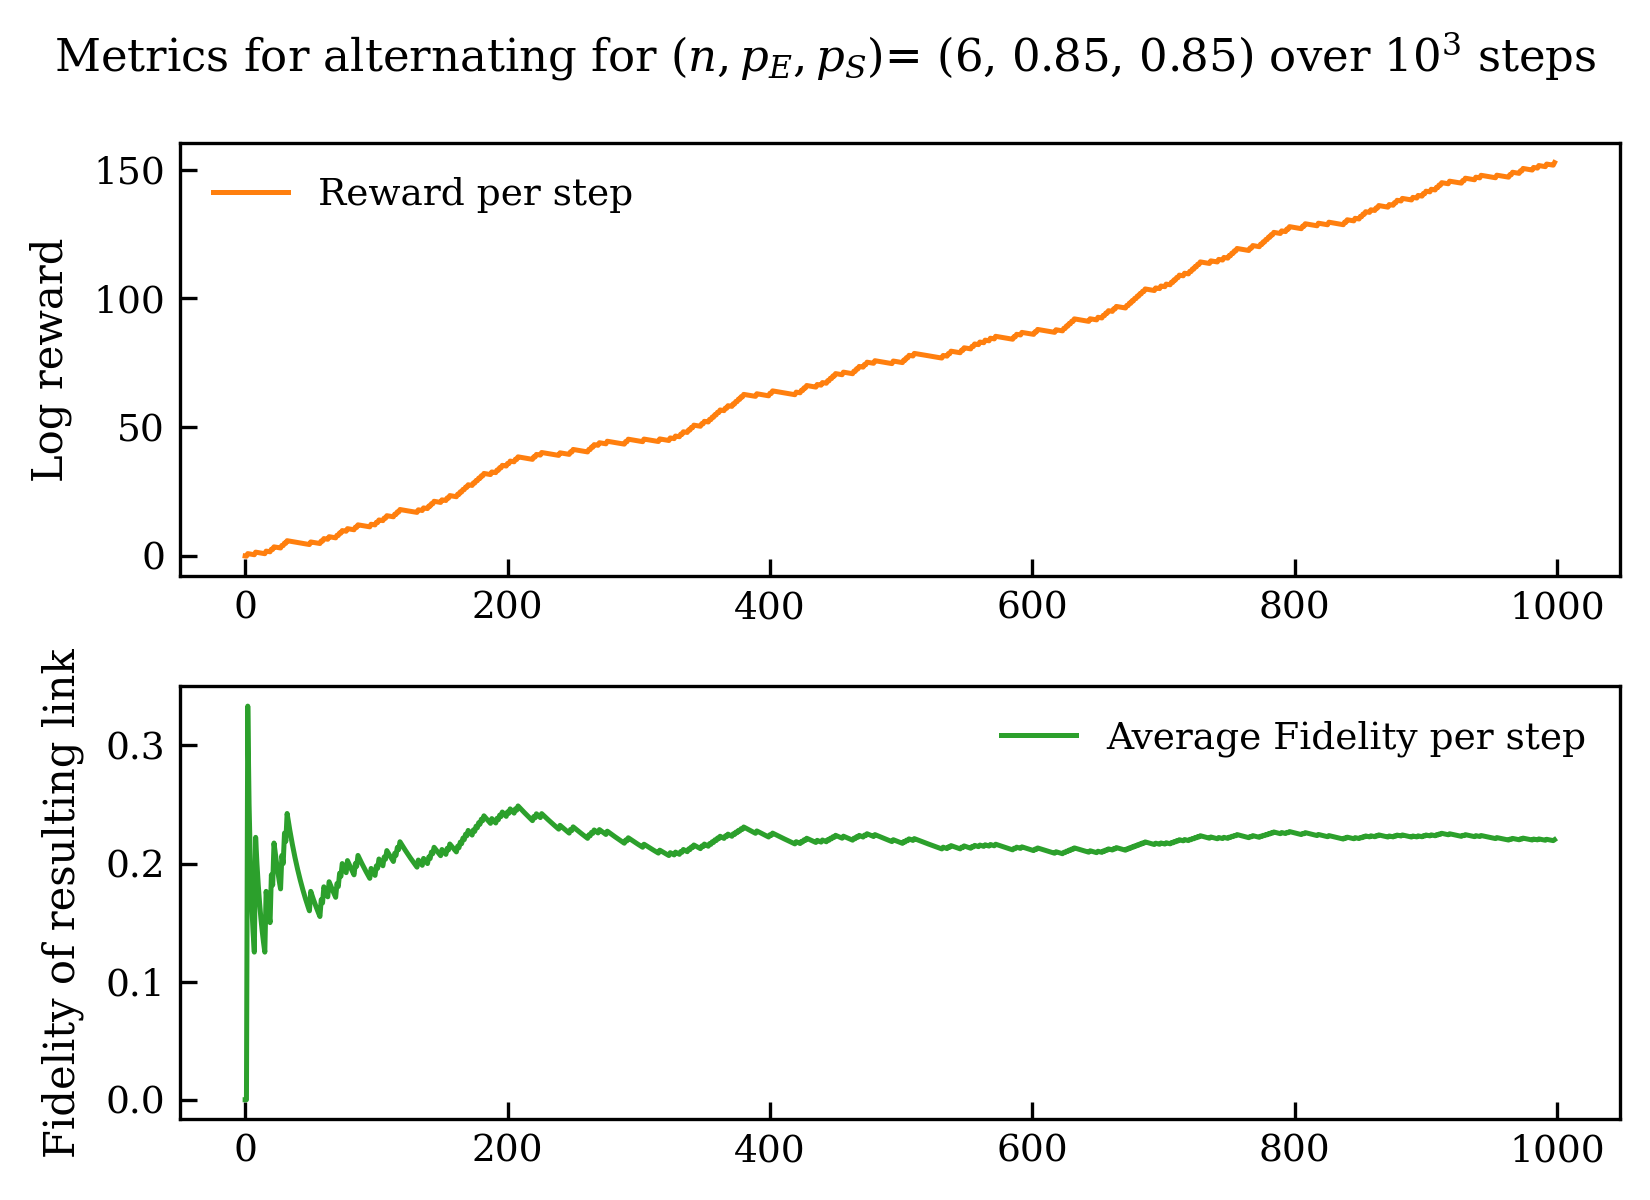 Metrics for alternating for (n, p_E, p_S)= (6, 0.85, 0.85) over 10³ steps
Log reward
150
100
50
0
Reward per step
0 200 400 600 800 1000
Fidelity of resulting link
0.3
0.2
0.1
0.0
Average Fidelity per step
0 200 400 600 800 1000